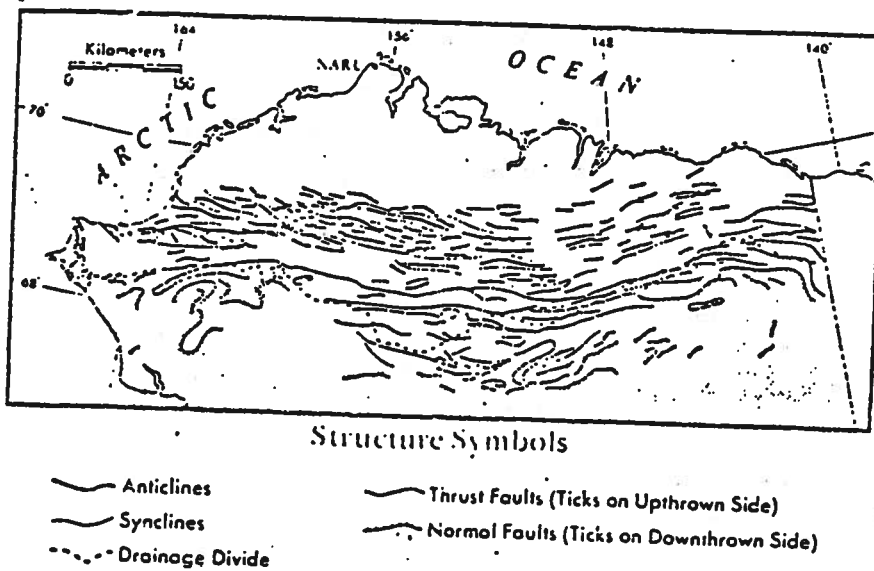 164
156°
148
140°
Kilometers
0 150
NARL
ARCTIC OCEAN
70°
68°
Structure Symbols
Anticlines
Synclines
Drainage Divide
Thrust Faults (Ticks on Upthrown Side)
Normal Faults (Ticks on Downthrown Side)